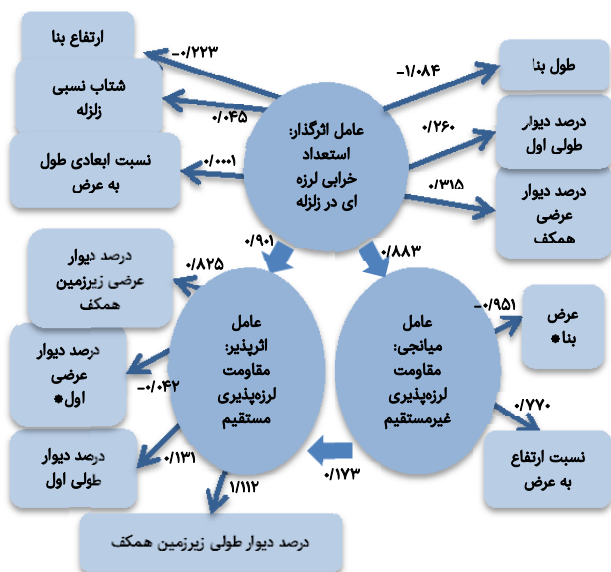 ارتفاع بنا
-۰/۲۲۳
شتاب نسبی
زلزله
۰/۰۴۵
نسبت ابعادی طول
به عرض
۰/۰۰۱
عامل اثرگذار:
استعداد
خرابی لرزه
ای در زلزله
-۱/۰۸۴
طول بنا
۰/۲۶۰
درصد دیوار
طولی اول
۰/۳۱۵
درصد دیوار
عرضی
همکف
۰/۹۰۱
۰/۸۸۳
درصد دیوار
عرضی زیرزمین
همکف
۰/۸۲۵
درصد دیوار
عرضی
اول*
-۰/۰۴۲
درصد دیوار
طولی اول
۰/۱۳۱
عامل
اثرپذیر:
مقاومت
لرزه‌پذیری
مستقیم
۱/۱۱۲
درصد دیوار طولی زیرزمین همکف
۰/۱۷۳
عامل
میانجی:
مقاومت
لرزه‌پذیری
غیرمستقیم
-۰/۹۵۱
عرض
بنا*
۰/۷۷۰
نسبت ارتفاع
به عرض